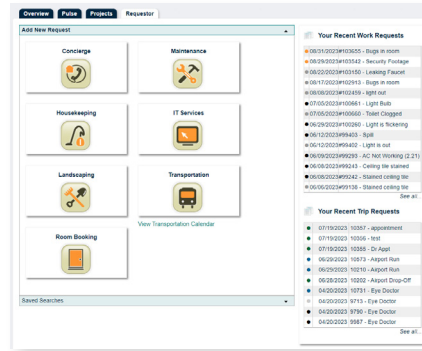 Overview Pulse Projects Requestor
Add New Request
Concierge
Maintenance
Housekeeping
IT Services
Landscaping
Transportation
View Transportation Calendar
Room Booking
Saved Searches
Your Recent Work Requests
08/31/2023#103655 - Bugs in room
08/29/2023#103542 - Security Footage
08/22/2023#103150 - Leaking Faucet
08/17/2023#102913 - Bugs in room
08/08/2023#102459 - light out
07/05/2023#100661 - Light Bulb
07/05/2023#100660 - Toilet Clogged
06/29/2023#100260 - Light is flickering
06/12/2023#99403 - Spill
06/12/2023#99402 - Light is out
06/09/2023#99293 - AC Not Working (2.21)
06/08/2023#99243 - Ceiling tile stained
06/08/2023#99242 - Stained ceiling tile
06/06/2023#99136 - Stained ceiling tile
See all...
Your Recent Trip Requests
07/19/2023 10357 - appointment
07/19/2023 10356 - test
07/19/2023 10355 - Dr Appt
06/29/2023 10573 - Airport Run
06/29/2023 10210 - Airport Run
06/28/2023 10202 - Airport Drop-Off
04/20/2023 10731 - Eye Doctor
04/20/2023 9713 - Eye Doctor
04/20/2023 9790 - Eye Doctor
04/20/2023 9987 - Eye Doctor
See all...